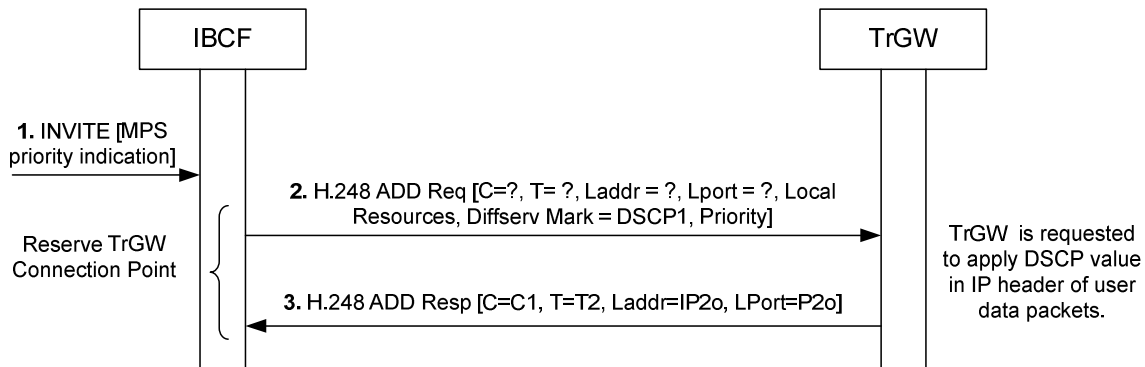 IBCF
TrGW
1. INVITE [MPS
priority indication]
2. H.248 ADD Req [C=?, T= ?, Laddr = ?, Lport = ?, Local
Resources, Diffserv Mark = DSCP1, Priority]
Reserve TrGW
Connection Point
TrGW is requested
to apply DSCP value
in IP header of user
data packets.
3. H.248 ADD Resp [C=C1, T=T2, Laddr=IP2o, LPort=P2o]